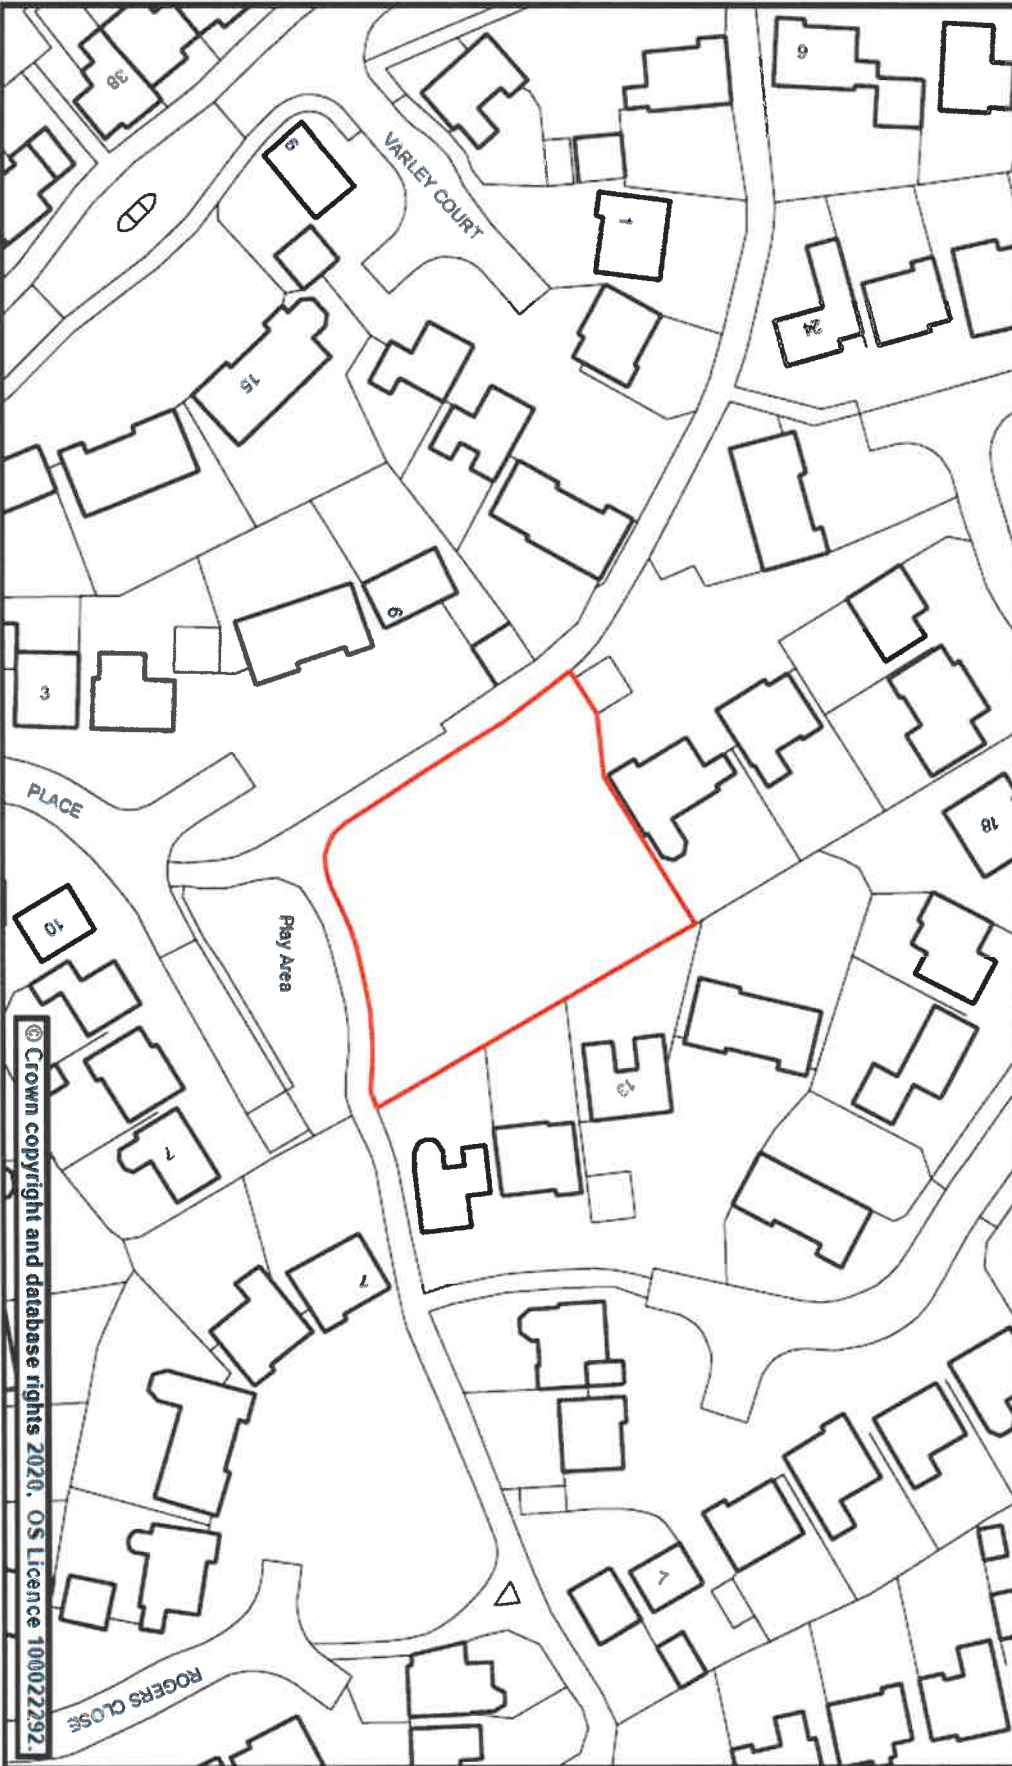 38
6
VARLEY COURT
9
1
24
15
9
3
PLACE
18
10
Play Area
13
7
7
7
ROGERS CLOSE
© Crown copyright and database rights 2020. OS Licence 100022292.